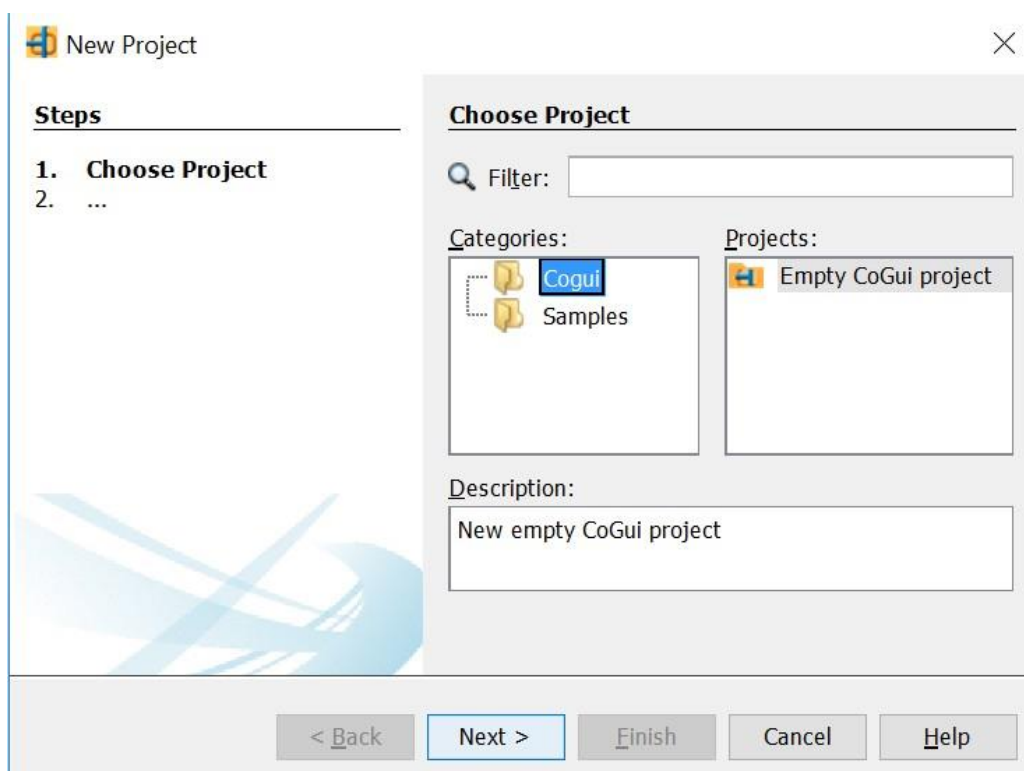 New Project
Steps
1. Choose Project
2. ...
Choose Project
Filter:
Categories:
Cogui
Samples
Projects:
Empty CoGui project
Description:
New empty CoGui project
< Back
Next >
Finish
Cancel
Help